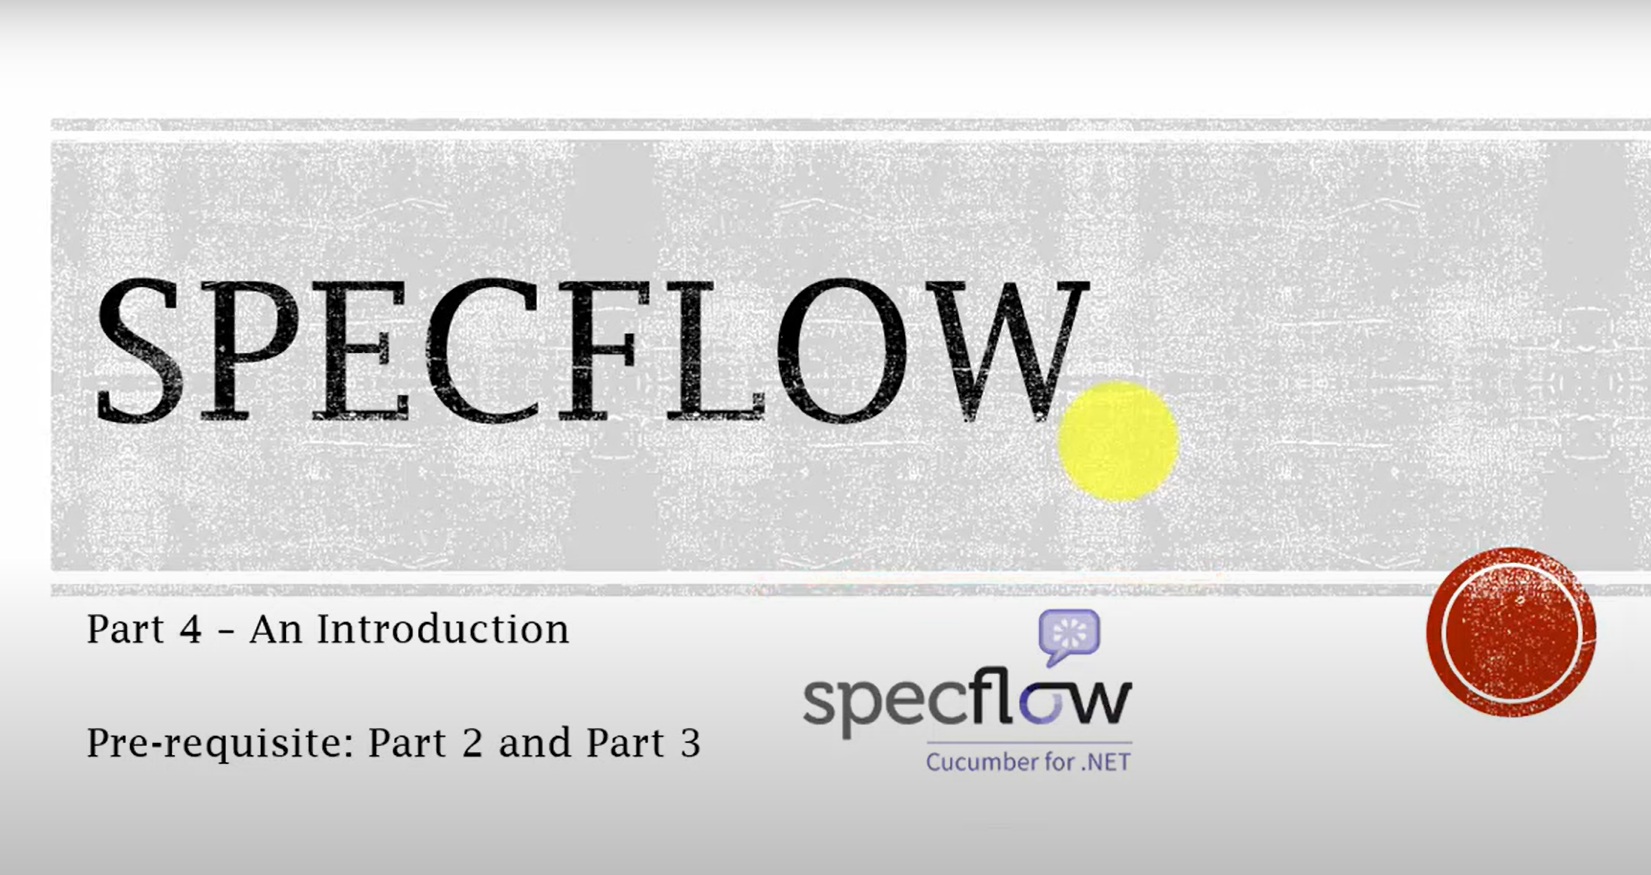 SPECFLOW
Part 4 – An Introduction
Pre-requisite: Part 2 and Part 3
specflow
Cucumber for .NET